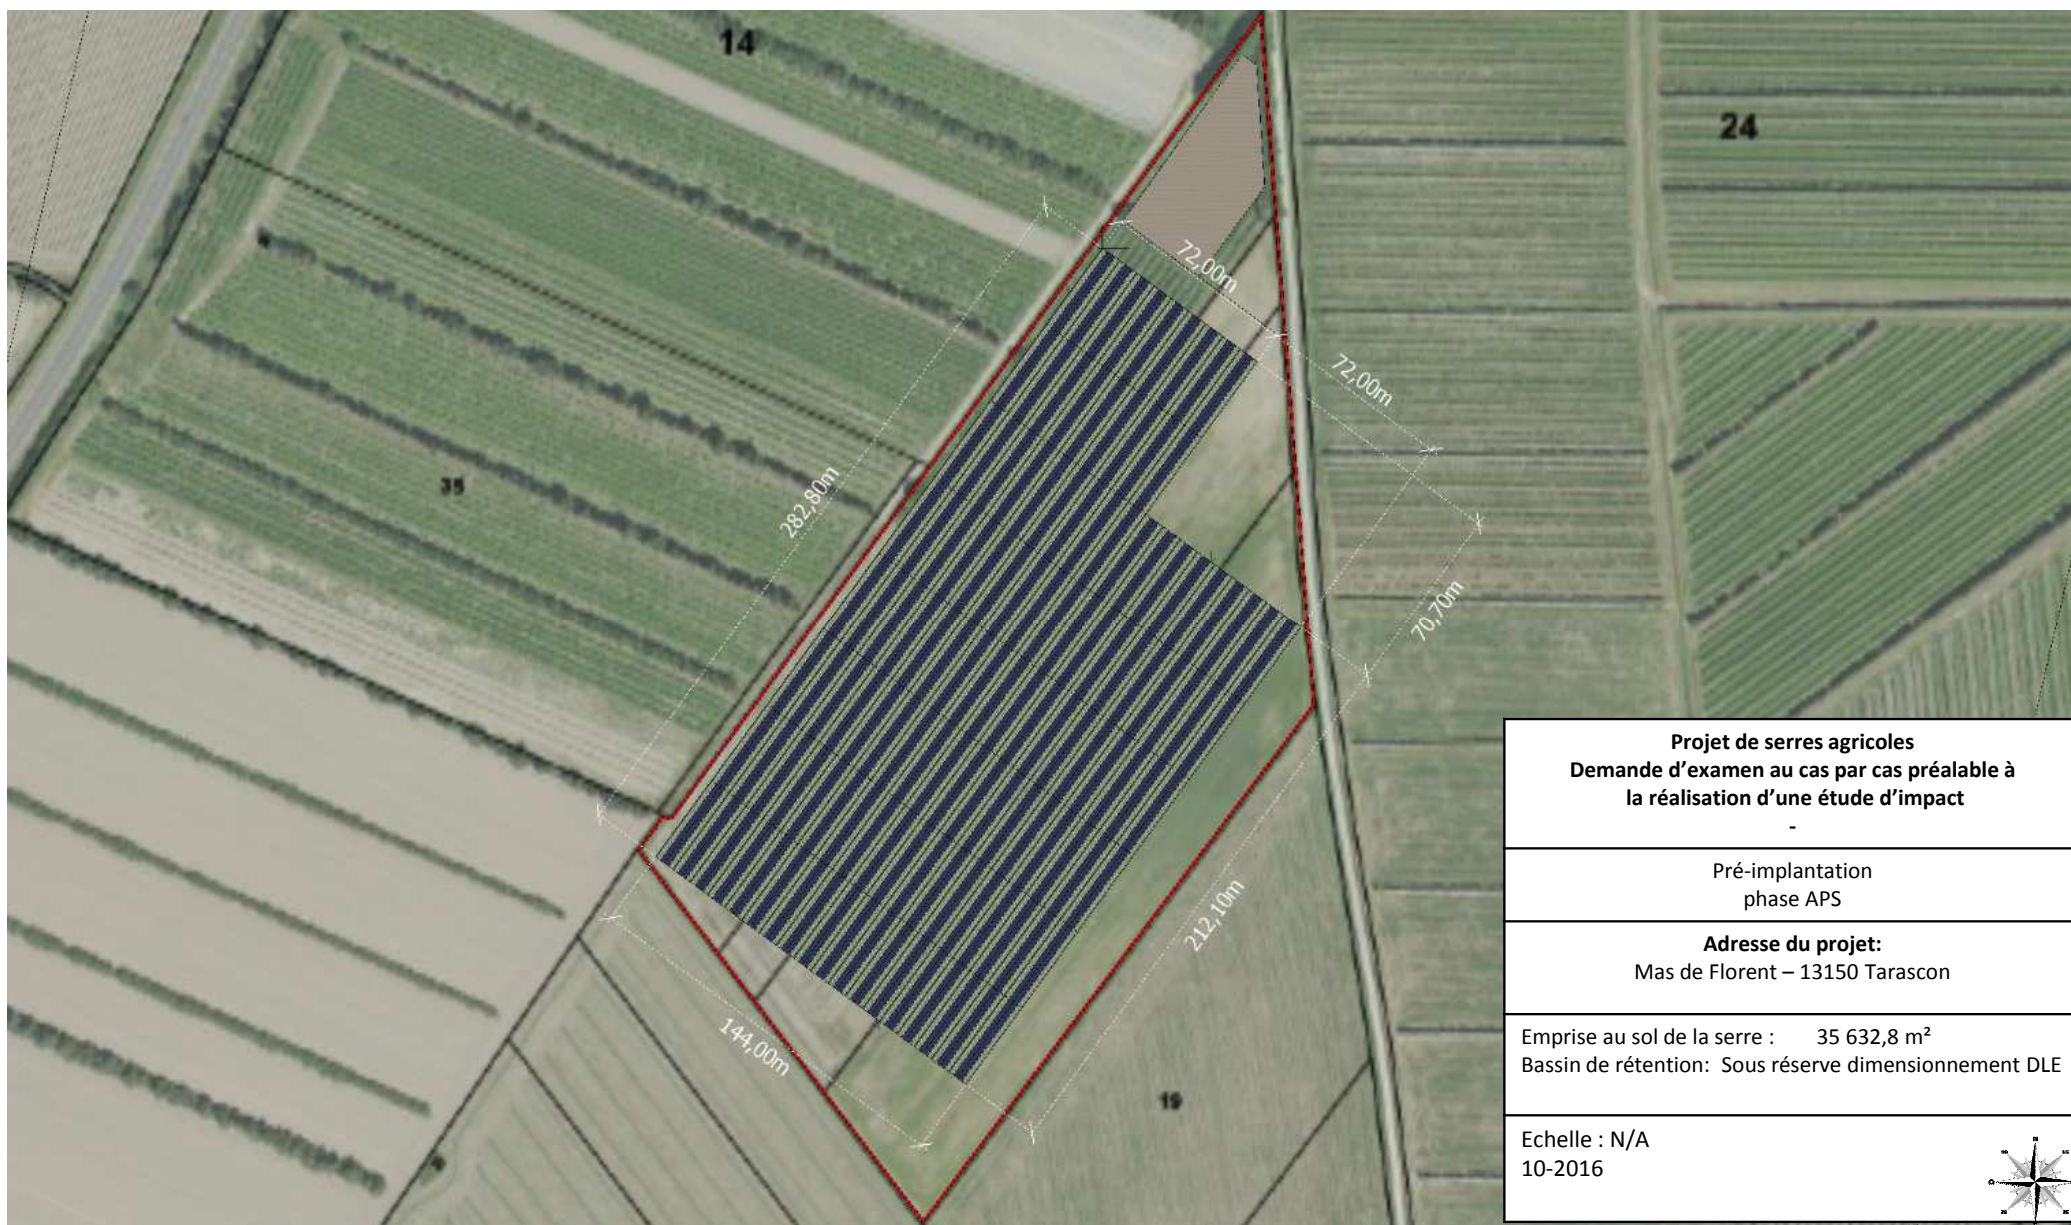 14
24
72,00m
72,00m
282,80m
35
70,70m
212,10m
144,00m
19
Projet de serres agricoles
Demande d'examen au cas par cas préalable à
la réalisation d'une étude d'impact
-
Pré-implantation
phase APS
Adresse du projet:
Mas de Florent – 13150 Tarascon
Emprise au sol de la serre : 35 632,8 m²
Bassin de rétention: Sous réserve dimensionnement DLE
Echelle : N/A
10-2016